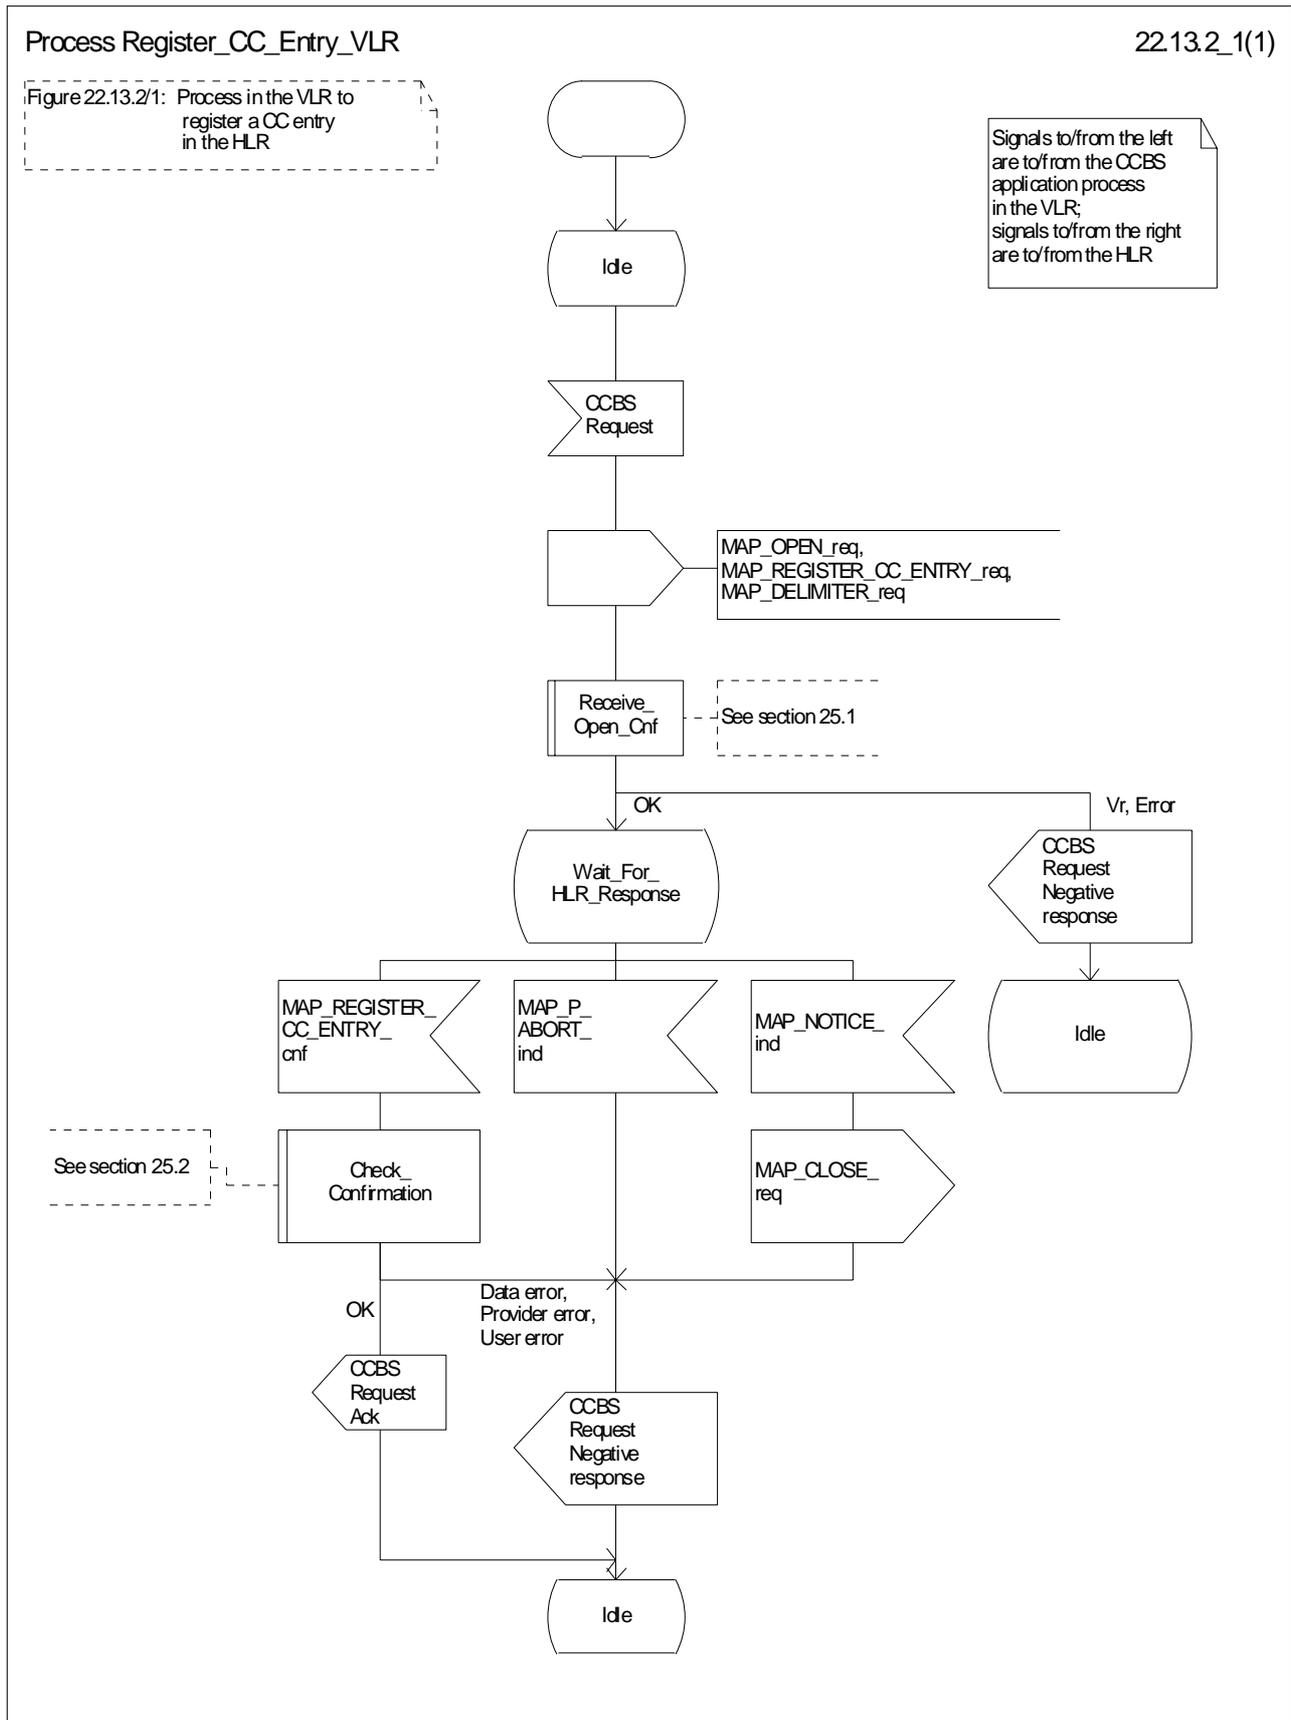 Process Register_CC_Entry_VLR
22.13.2_1(1)
Figure 22.13.2/1: Process in the VLR to
register a CC entry
in the HLR
Signals to/from the left
are to/from the CCBS
application process
in the VLR;
signals to/from the right
are to/from the HLR
Idle
CCBS
Request
MAP_OPEN_req,
MAP_REGISTER_CC_ENTRY_req,
MAP_DELIMITER_req
Receive_
Open_Cnf
See section 25.1
OK
Vr, Error
Wait_For_
HLR_Response
CCBS
Request
Negative
response
MAP_REGISTER_
CC_ENTRY_
cnf
MAP_P_
ABORT_
ind
MAP_NOTICE_
ind
Idle
See section 25.2
Check_
Confirmation
MAP_CLOSE_
req
OK
Data error,
Provider error,
User error
CCBS
Request
Ack
CCBS
Request
Negative
response
Idle